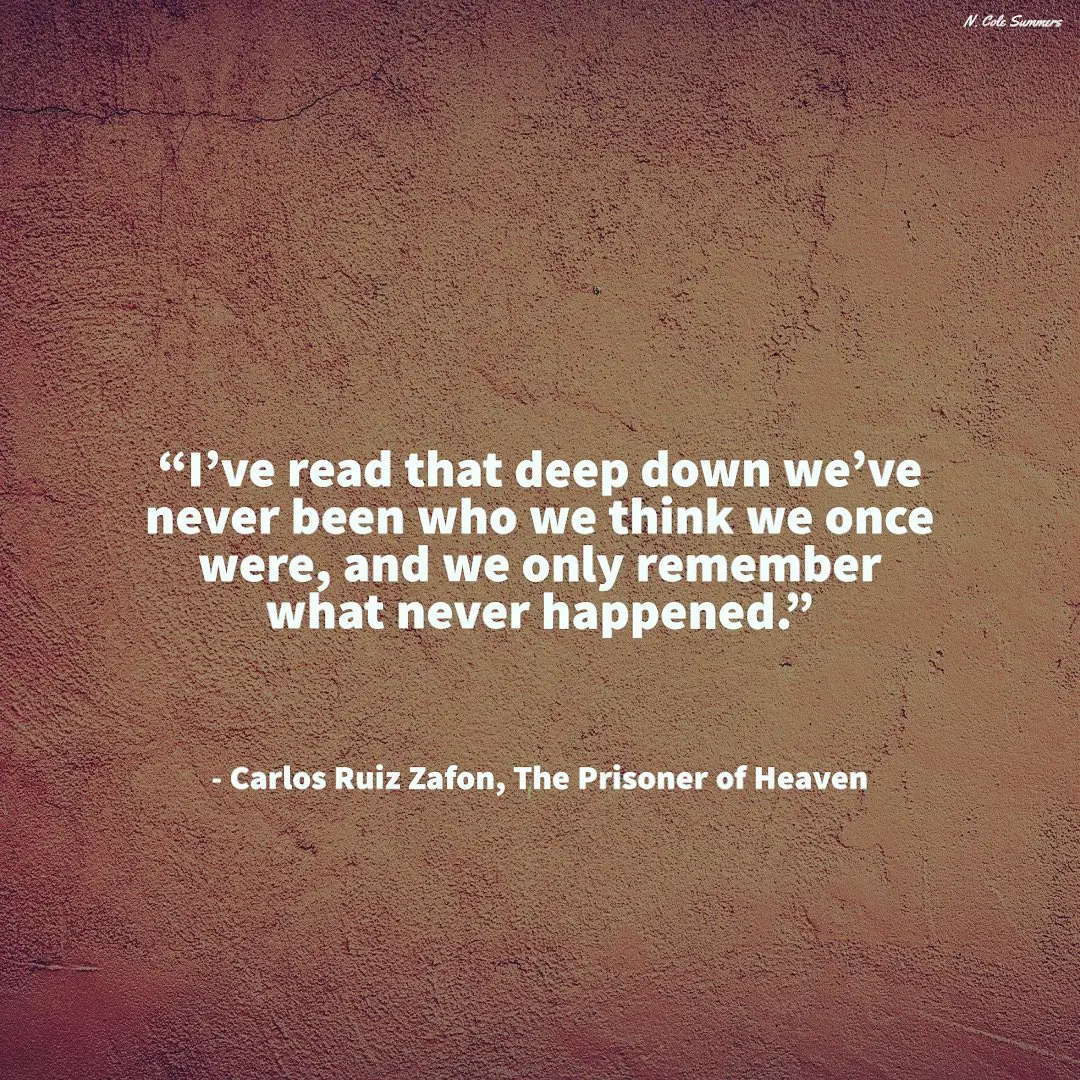 N. Cole Summers
“I’ve read that deep down we’ve
never been who we think we once
were, and we only remember
what never happened.”
- Carlos Ruiz Zafon, The Prisoner of Heaven